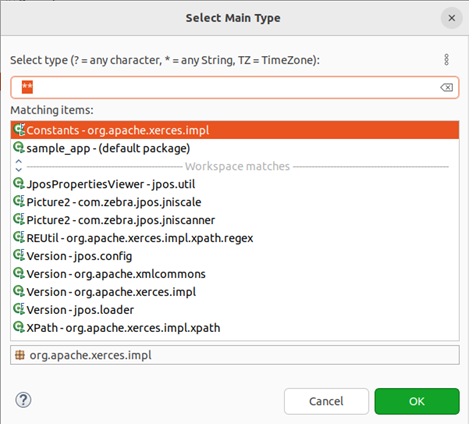 Select Main Type
Select type (? = any character, * = any String, TZ = TimeZone):
**
Matching items:
Constants - org.apache.xerces.impl
sample_app - (default package)
Workspace matches
JposPropertiesViewer - jpos.util
Picture2 - com.zebra.jpos.jniscale
Picture2 - com.zebra.jpos.jniscanner
REUtil - org.apache.xerces.impl.xpath.regex
Version - jpos.config
Version - org.apache.xmlcommons
Version - org.apache.xerces.impl
Version - jpos.loader
XPath - org.apache.xerces.impl.xpath
org.apache.xerces.impl
Cancel
OK